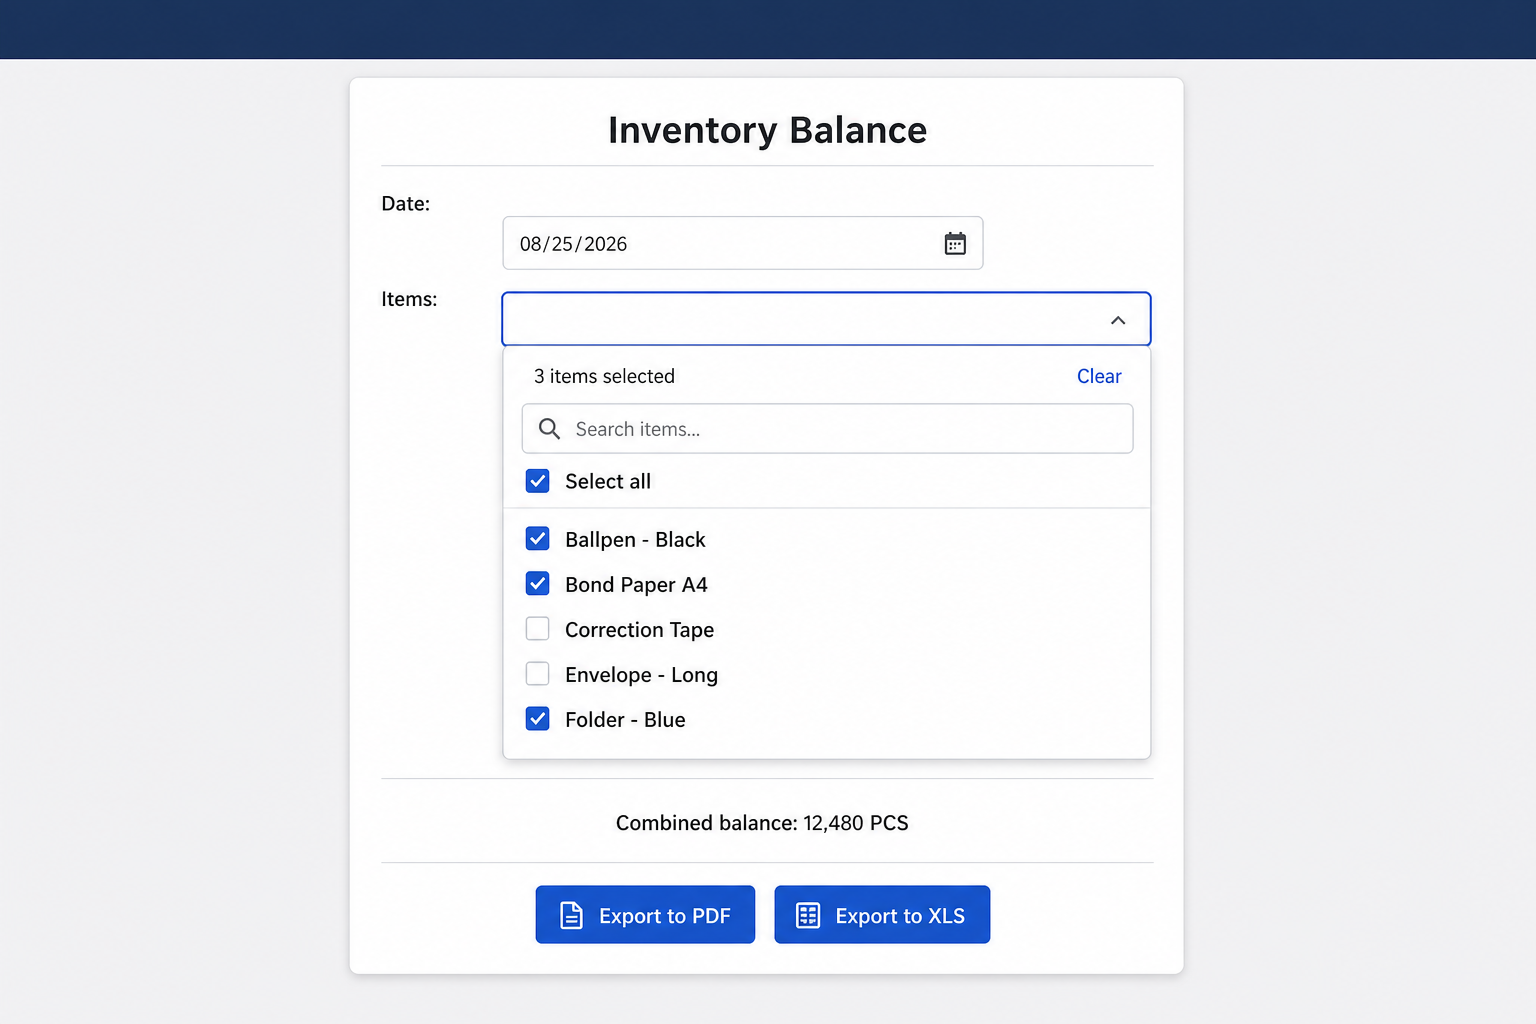 Inventory Balance
Date:
08/25/2026
Items:
3 items selected
Clear
Search items...
Select all
Ballpen - Black
Bond Paper A4
Correction Tape
Envelope - Long
Folder - Blue
Combined balance: 12,480 PCS
Export to PDF
Export to XLS